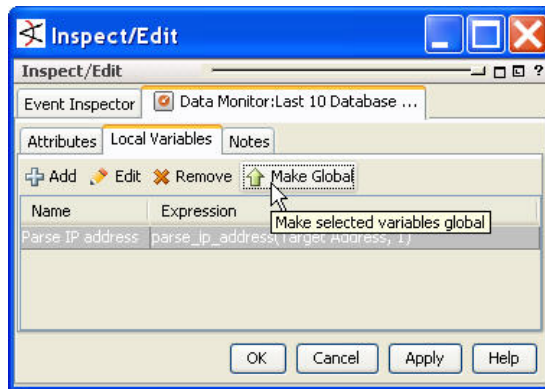 Inspect/Edit
Inspect/Edit ?
Event Inspector Data Monitor:Last 10 Database ...
Attributes Local Variables Notes
Add Edit Remove Make Global
Name Expression
Make selected variables global
Parse IP address parse_ip_address(Target Address, 1)
OK Cancel Apply Help